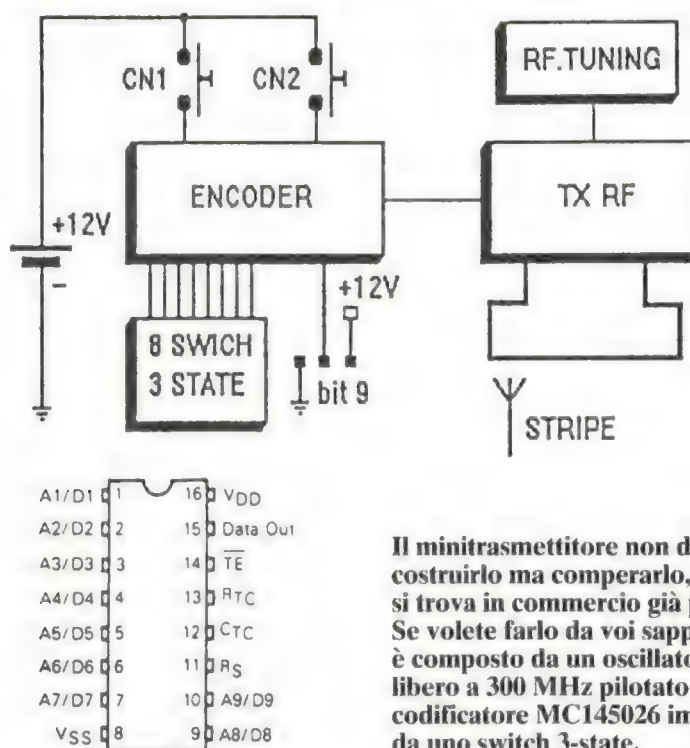 CN1 CN2
RF.TUNING
ENCODER
TX RF
+12V
-
+12V
8 SWICH
3 STATE
bit 9
STRIPE
A1/D1 1 16 VDD
A2/D2 2 15 Data Out
A3/D3 3 14 TE
A4/D4 4 13 RTC
A5/D5 5 12 CTC
A6/D6 6 11 RS
A7/D7 7 10 A9/D9
VSS 8 9 A8/D8
Il minitrasmettitore non
costruirlo ma comperarlo,
si trova in commercio già
Se volete farlo da voi
è composto da un
libero a 300 MHz pilotato
codificatore MC145026
da uno switch 3-state.